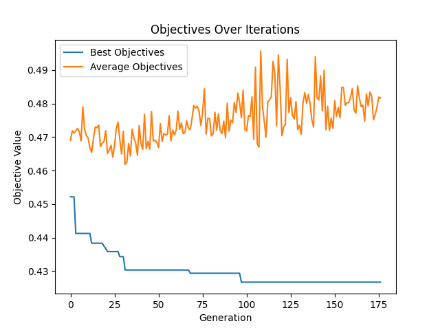 Objectives Over Iterations
Best Objectives
Average Objectives
0.49
0.48
0.47
0.46
0.45
0.44
0.43
Objective Value
0 25 50 75 100 125 150 175
Generation